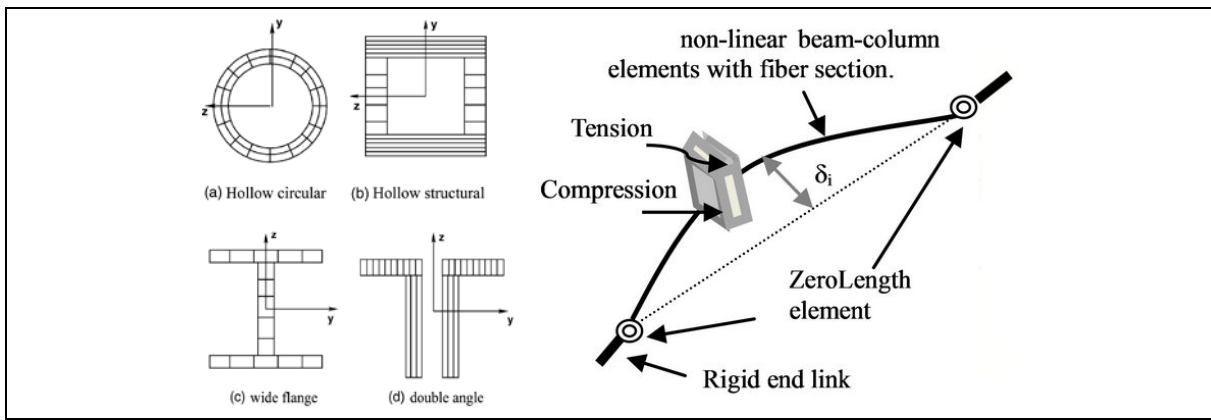 y
z
(a) Hollow circular
y
z
(b) Hollow structural
z
y
(c) wide flange
z
y
(d) double angle
non-linear beam-column
elements with fiber section.
Tension
Compression
δi
ZeroLength
element
Rigid end link